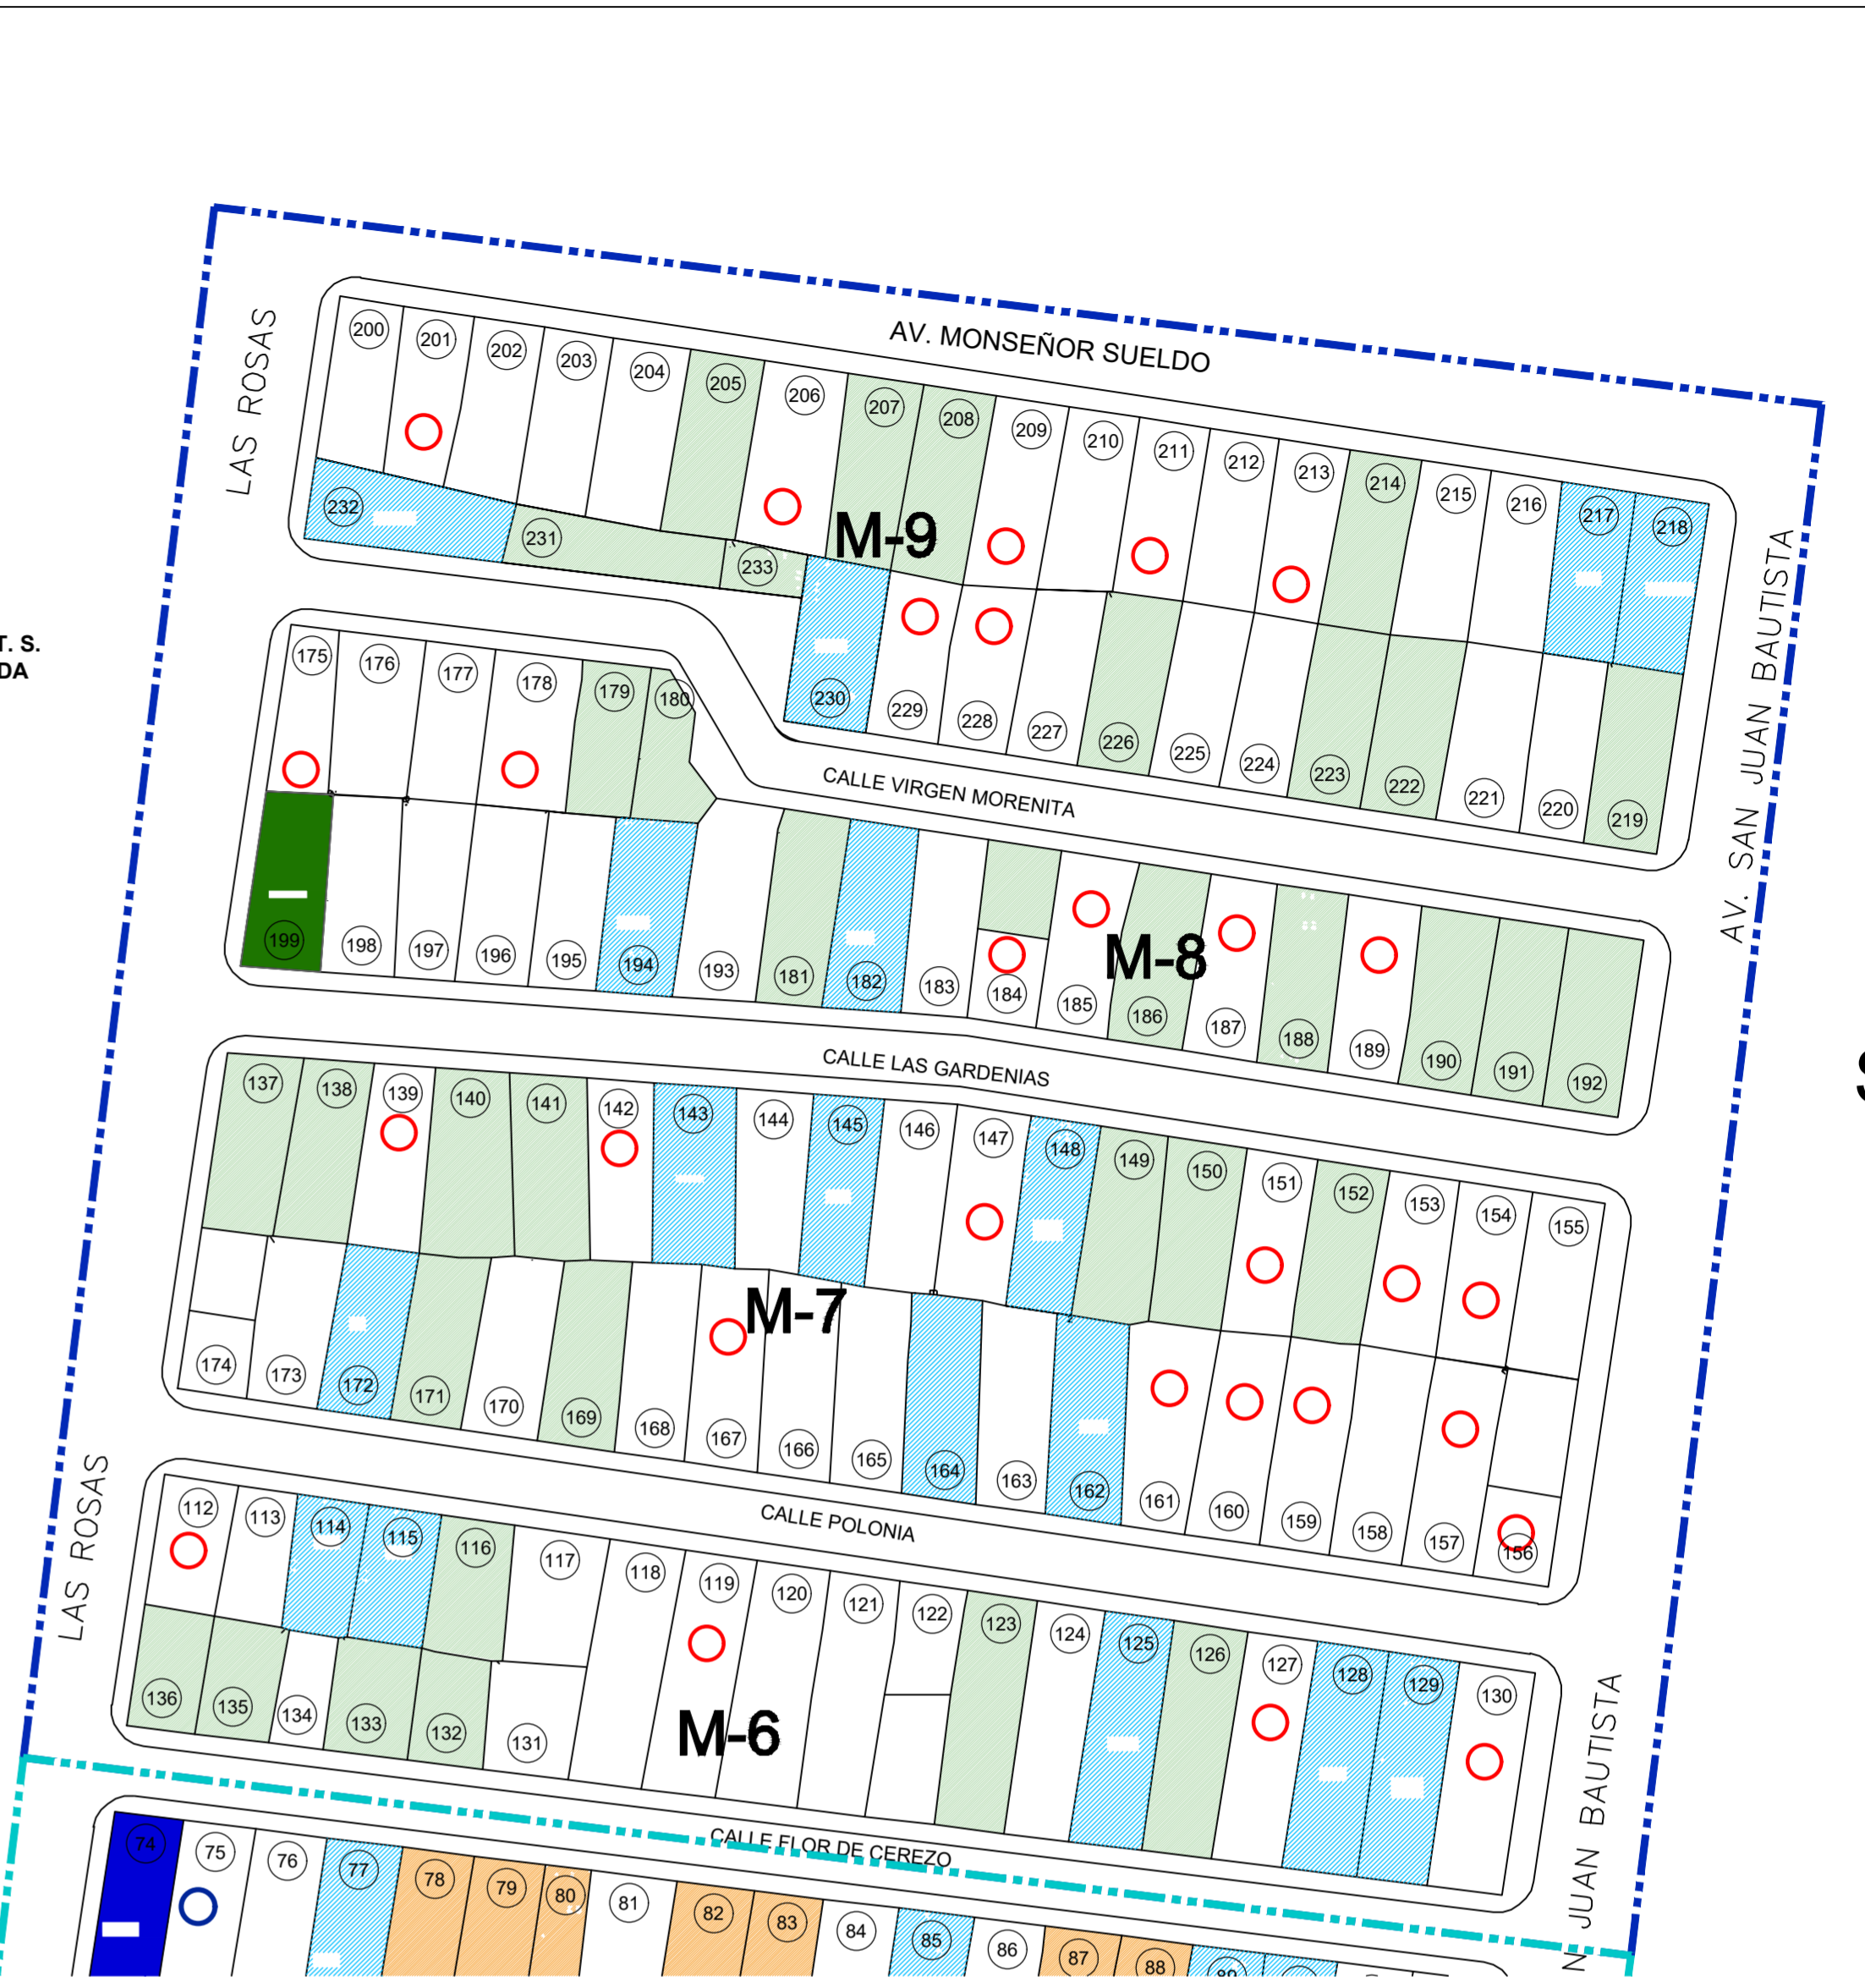 AV. MONSEÑOR SUELDO
LAS ROSAS
200 201 202 203 204 205 206 207 208 209 210 211 212 213 214 215 216 217 218
M-9
232 231 233
230 229 228 227 226 225 224 223 222 221 220 219
AV. SAN JUAN BAUTISTA
T. S.
DA
175 176 177 178 179 180
CALLE VIRGEN MORENITA
M-8
199 198 197 196 195 194 193 181 182 183 184 185 186 187 188 189 190 191 192
CALLE LAS GARDENIAS
137 138 139 140 141 142 143 144 145 146 147 148 149 150 151 152 153 154 155
M-7
174 173 172 171 170 169 168 167 166 165 164 163 162 161 160 159 158 157 156
CALLE POLONIA
LAS ROSAS
112 113 114 115 116 117 118 119 120 121 122 123 124 125 126 127 128 129 130
M-6
136 135 134 133 132 131
CALLE FLOR DE CEREZO
N JUAN BAUTISTA
74 75 76 77 78 79 80 81 82 83 84 85 86 87 88 89